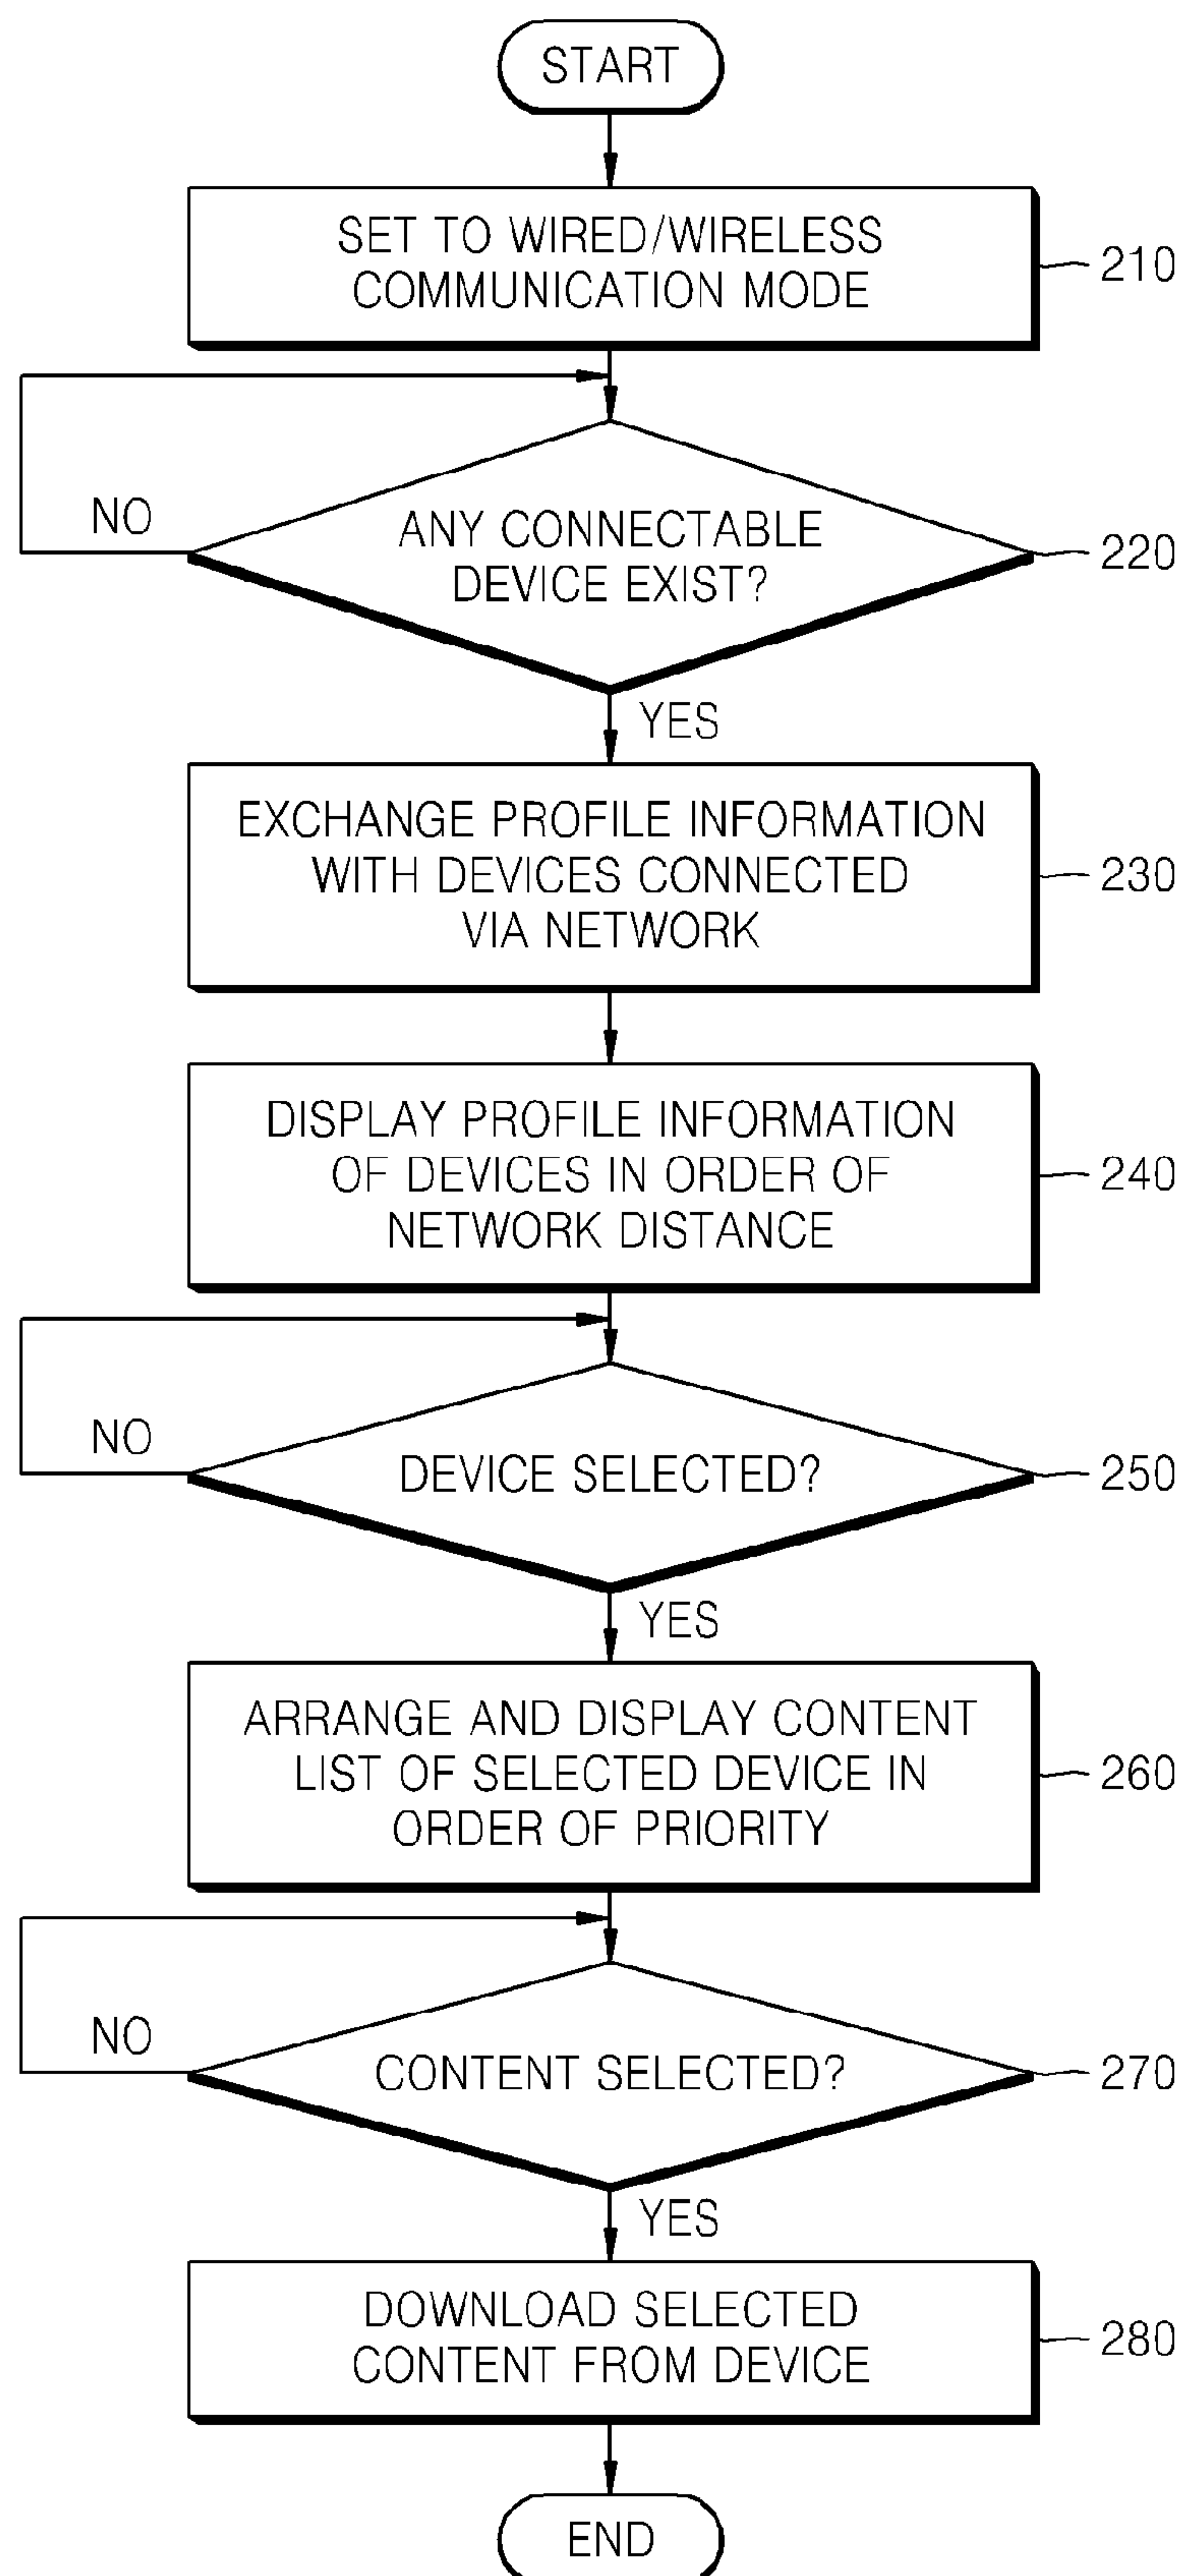 START
SET TO WIRED/WIRELESS
COMMUNICATION MODE
210
NO
ANY CONNECTABLE
DEVICE EXIST?
220
YES
EXCHANGE PROFILE INFORMATION
WITH DEVICES CONNECTED
VIA NETWORK
230
DISPLAY PROFILE INFORMATION
OF DEVICES IN ORDER OF
NETWORK DISTANCE
240
NO
DEVICE SELECTED?
250
YES
ARRANGE AND DISPLAY CONTENT
LIST OF SELECTED DEVICE IN
ORDER OF PRIORITY
260
NO
CONTENT SELECTED?
270
YES
DOWNLOAD SELECTED
CONTENT FROM DEVICE
280
END